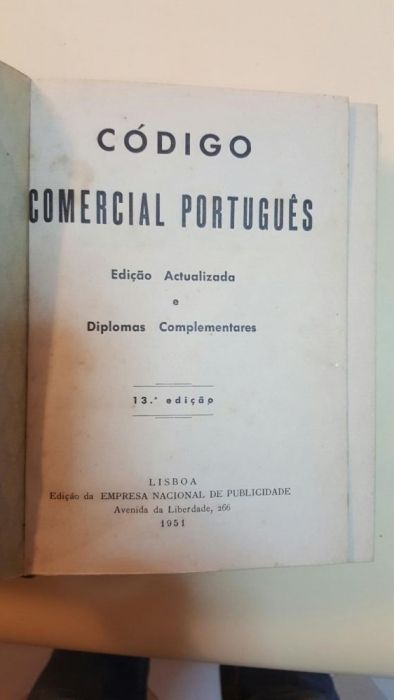 CÓDIGO
COMERCIAL PORTUGUÊS
Edição Actualizada
e
Diplomas Complementares
13.ª edição
LISBOA
Edição da EMPRESA NACIONAL DE PUBLICIDADE
Avenida da Liberdade, 266
1951